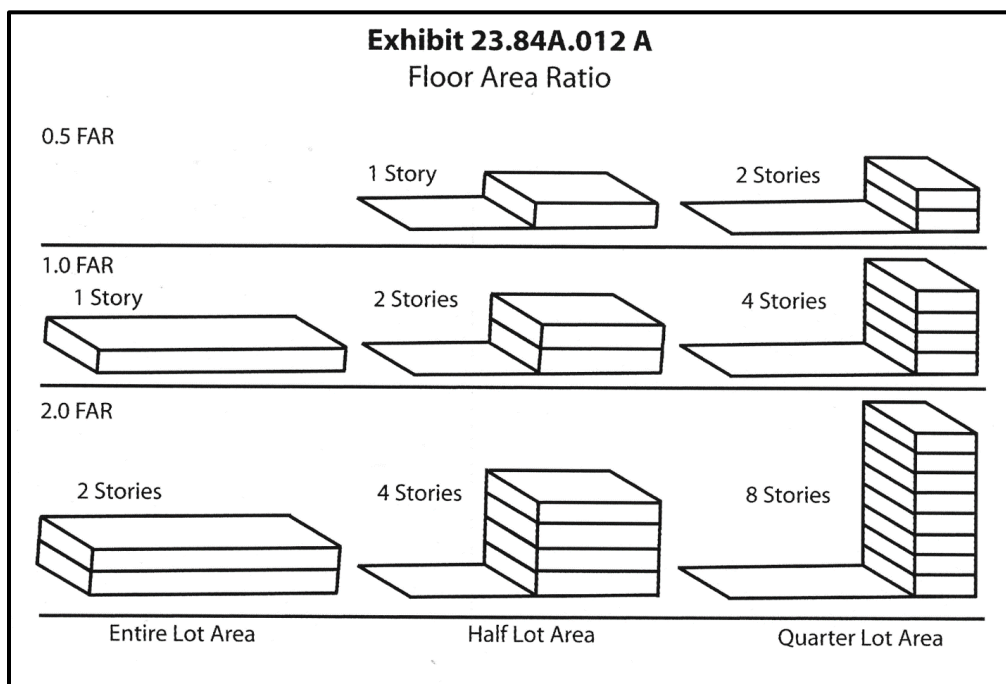 Exhibit 23.84A.012 A
Floor Area Ratio
0.5 FAR
1 Story
2 Stories
1.0 FAR
1 Story
2 Stories
4 Stories
2.0 FAR
2 Stories
4 Stories
8 Stories
Entire Lot Area
Half Lot Area
Quarter Lot Area